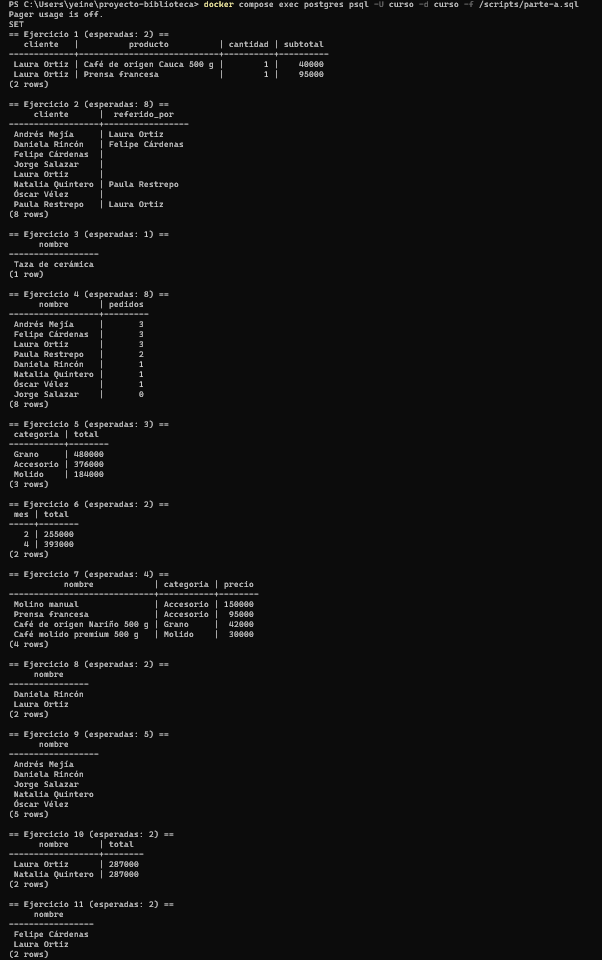 PS C:\Users\yeine\proyecto-biblioteca> docker compose exec postgres psql -U curso -d curso -f /scripts/parte-a.sql
Pager usage is off.
SET
== Ejercicio 1 (esperadas: 2) ==
   cliente   |          producto          | cantidad | subtotal
-------------+----------------------------+----------+----------
 Laura Ortiz | Café de origen Cauca 500 g |        1 |    40000
 Laura Ortiz | Prensa francesa            |        1 |    95000
(2 rows)

== Ejercicio 2 (esperadas: 8) ==
     cliente      |  referido_por
------------------+-----------------
 Andrés Mejía     | Laura Ortiz
 Daniela Rincón   | Felipe Cárdenas
 Felipe Cárdenas  |
 Jorge Salazar    |
 Laura Ortiz      |
 Natalia Quintero | Paula Restrepo
 Óscar Vélez      |
 Paula Restrepo   | Laura Ortiz
(8 rows)

== Ejercicio 3 (esperadas: 1) ==
      nombre
------------------
 Taza de cerámica
(1 row)

== Ejercicio 4 (esperadas: 8) ==
      nombre      | pedidos
------------------+---------
 Andrés Mejía     |       3
 Felipe Cárdenas  |       3
 Laura Ortiz      |       3
 Paula Restrepo   |       2
 Daniela Rincón   |       1
 Natalia Quintero |       1
 Óscar Vélez      |       1
 Jorge Salazar    |       0
(8 rows)

== Ejercicio 5 (esperadas: 3) ==
 categoria | total
-----------+--------
 Grano     | 480000
 Accesorio | 376000
 Molido    | 184000
(3 rows)

== Ejercicio 6 (esperadas: 2) ==
 mes | total
-----+--------
   2 | 255000
   4 | 393000
(2 rows)

== Ejercicio 7 (esperadas: 4) ==
           nombre            | categoria | precio
-----------------------------+-----------+--------
 Molino manual               | Accesorio | 150000
 Prensa francesa             | Accesorio |  95000
 Café de origen Nariño 500 g | Grano     |  42000
 Café molido premium 500 g   | Molido    |  30000
(4 rows)

== Ejercicio 8 (esperadas: 2) ==
     nombre
----------------
 Daniela Rincón
 Laura Ortiz
(2 rows)

== Ejercicio 9 (esperadas: 5) ==
      nombre
------------------
 Andrés Mejía
 Daniela Rincón
 Jorge Salazar
 Natalia Quintero
 Óscar Vélez
(5 rows)

== Ejercicio 10 (esperadas: 2) ==
      nombre      | total
------------------+--------
 Laura Ortiz      | 287000
 Natalia Quintero | 287000
(2 rows)

== Ejercicio 11 (esperadas: 2) ==
     nombre
-----------------
 Felipe Cárdenas
 Laura Ortiz
(2 rows)